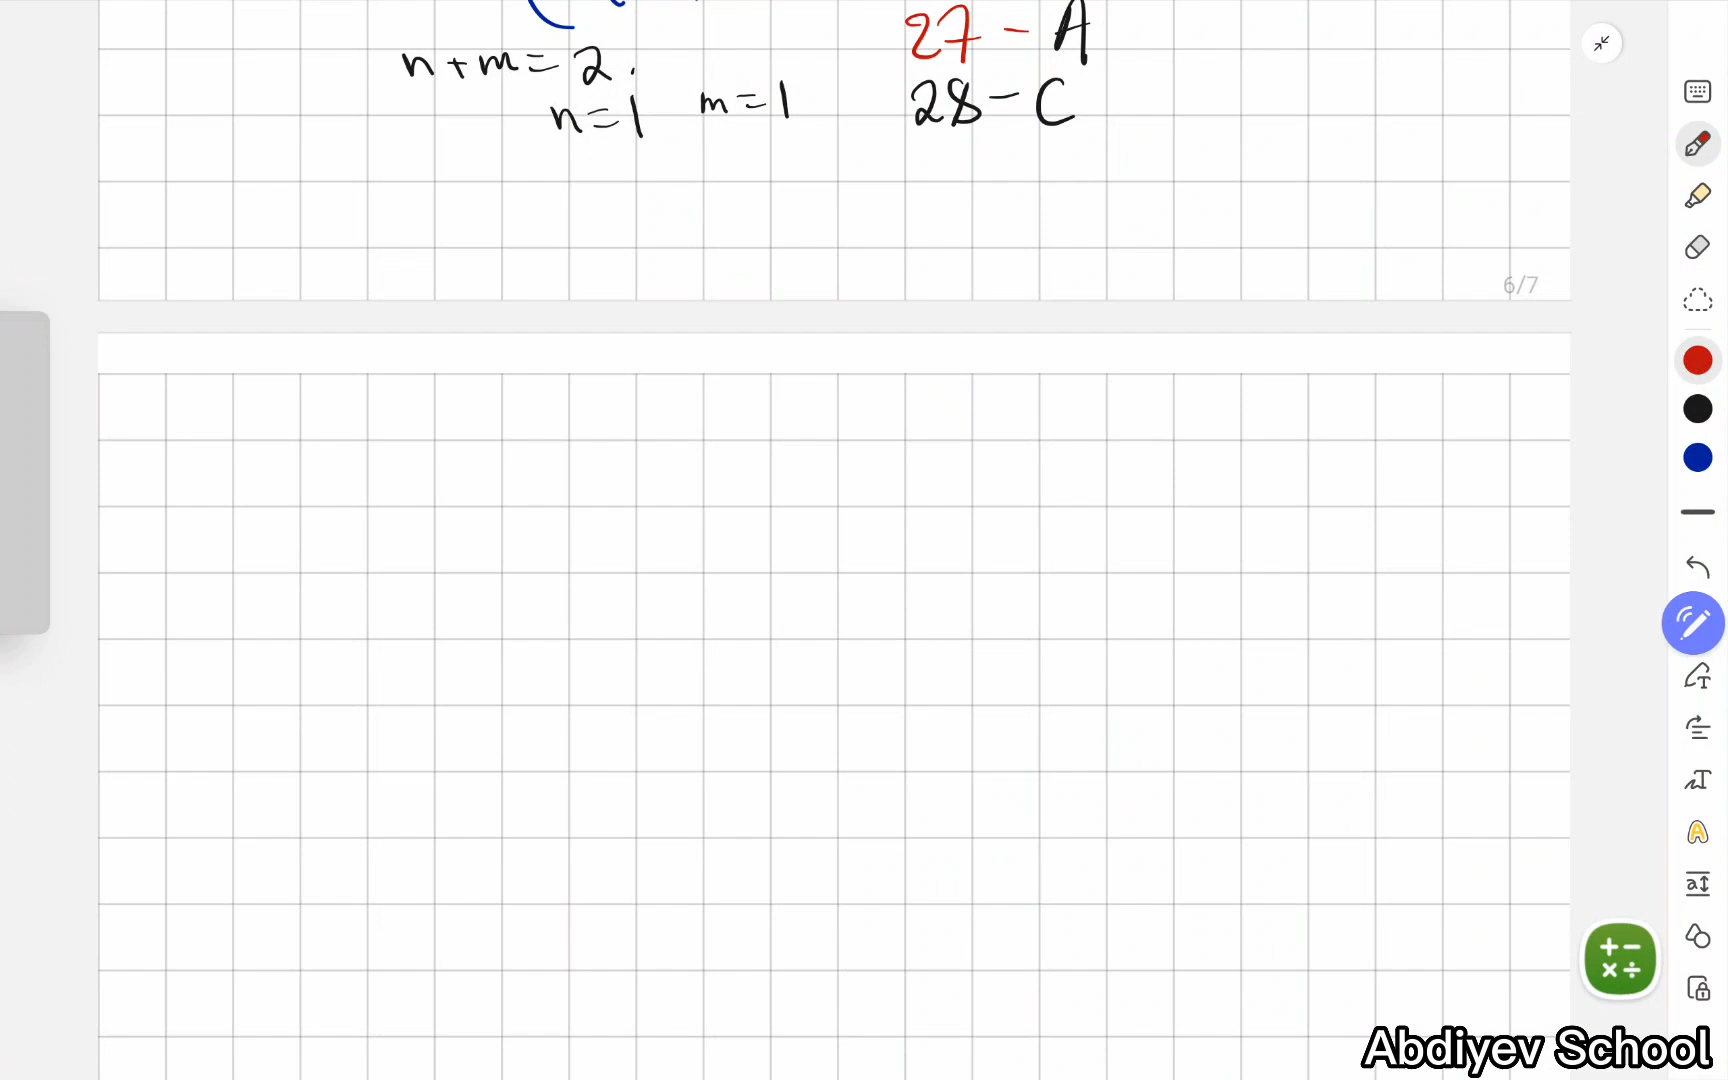 n+m=2.
n=1 m=1
27 - A
28 - C
6/7
Abdiyev School